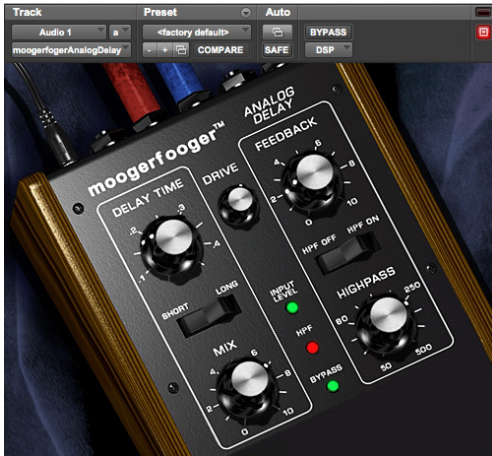 Track
Preset
Auto
Audio 1
a
<factory default>
BYPASS
moogerfogerAnalogDelay
-
+
COMPARE
SAFE
DSP
moogerfooger™
ANALOG
DELAY
DELAY TIME
.1
.2
.3
.4
SHORT
LONG
MIX
0
2
4
6
8
10
DRIVE
INPUT
LEVEL
HPF
BYPASS
FEEDBACK
0
2
4
6
8
10
HPF OFF
HPF ON
HIGHPASS
50
80
250
500